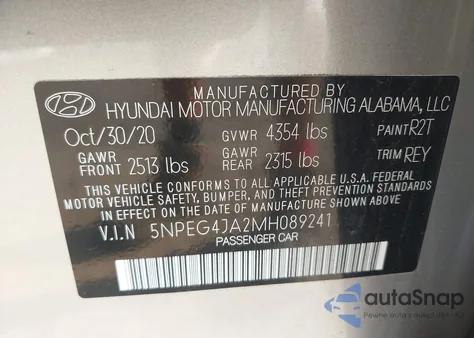 MANUFACTURED BY
HYUNDAI MOTOR MANUFACTURING ALABAMA, LLC
Oct/30/20 GVWR 4354 lbs PAINT R2T
GAWR FRONT 2513 lbs GAWR REAR 2315 lbs TRIM REY
THIS VEHICLE CONFORMS TO ALL APPLICABLE U.S.A FEDERAL
MOTOR VEHICLE SAFETY, BUMPER, AND THEFT PREVENTION STANDARDS
IN EFFECT ON THE DATE OF MANUFACTURE SHOWN ABOVE.
V.I.N 5NPEG4JA2MH089241
PASSENGER CAR
autoSnap